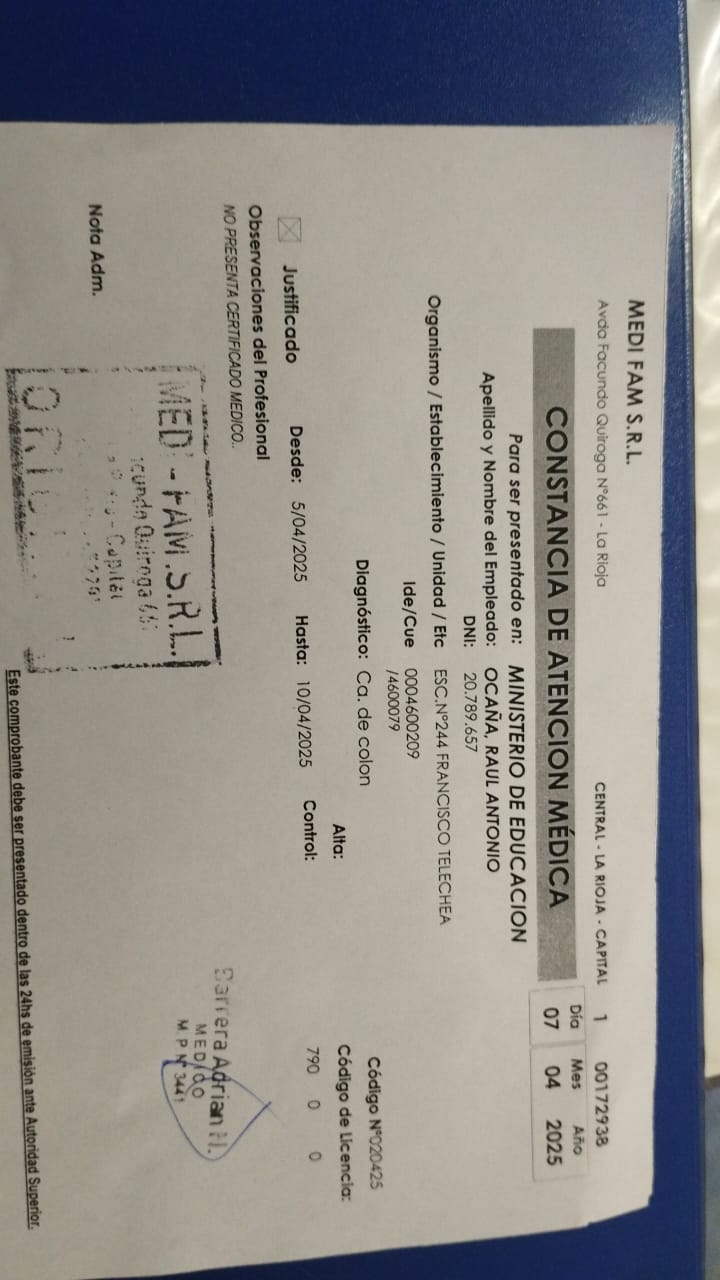 MEDI FAM S.R.L.
Avda Facundo Quiroga N°661 - La Rioja
CENTRAL - LA RIOJA - CAPITAL 1 00172938
CONSTANCIA DE ATENCION MÉDICA
Día Mes Año
07 04 2025
Para ser presentado en: MINISTERIO DE EDUCACION
Apellido y Nombre del Empleado: OCAÑA, RAUL ANTONIO
DNI: 20.789.657
Organismo / Establecimiento / Unidad / Etc ESC.N°244 FRANCISCO TELECHEA
Ide/Cue 0004600209
/4600079
Diagnóstico: Ca. de colon
Código N°020425
Alta:
Código de Licencia:
Justificado Desde: 5/04/2025 Hasta: 10/04/2025 Control:
790 0 0
Observaciones del Profesional
NO PRESENTA CERTIFICADO MEDICO..
Barrera Adrian N.
MEDICO
M.P N° 3441
MEDI-FAM.S.R.L.
Quiroga 661
Capital
Nota Adm.
Este comprobante debe ser presentado dentro de las 24hs de emisión ante Autoridad Superior.